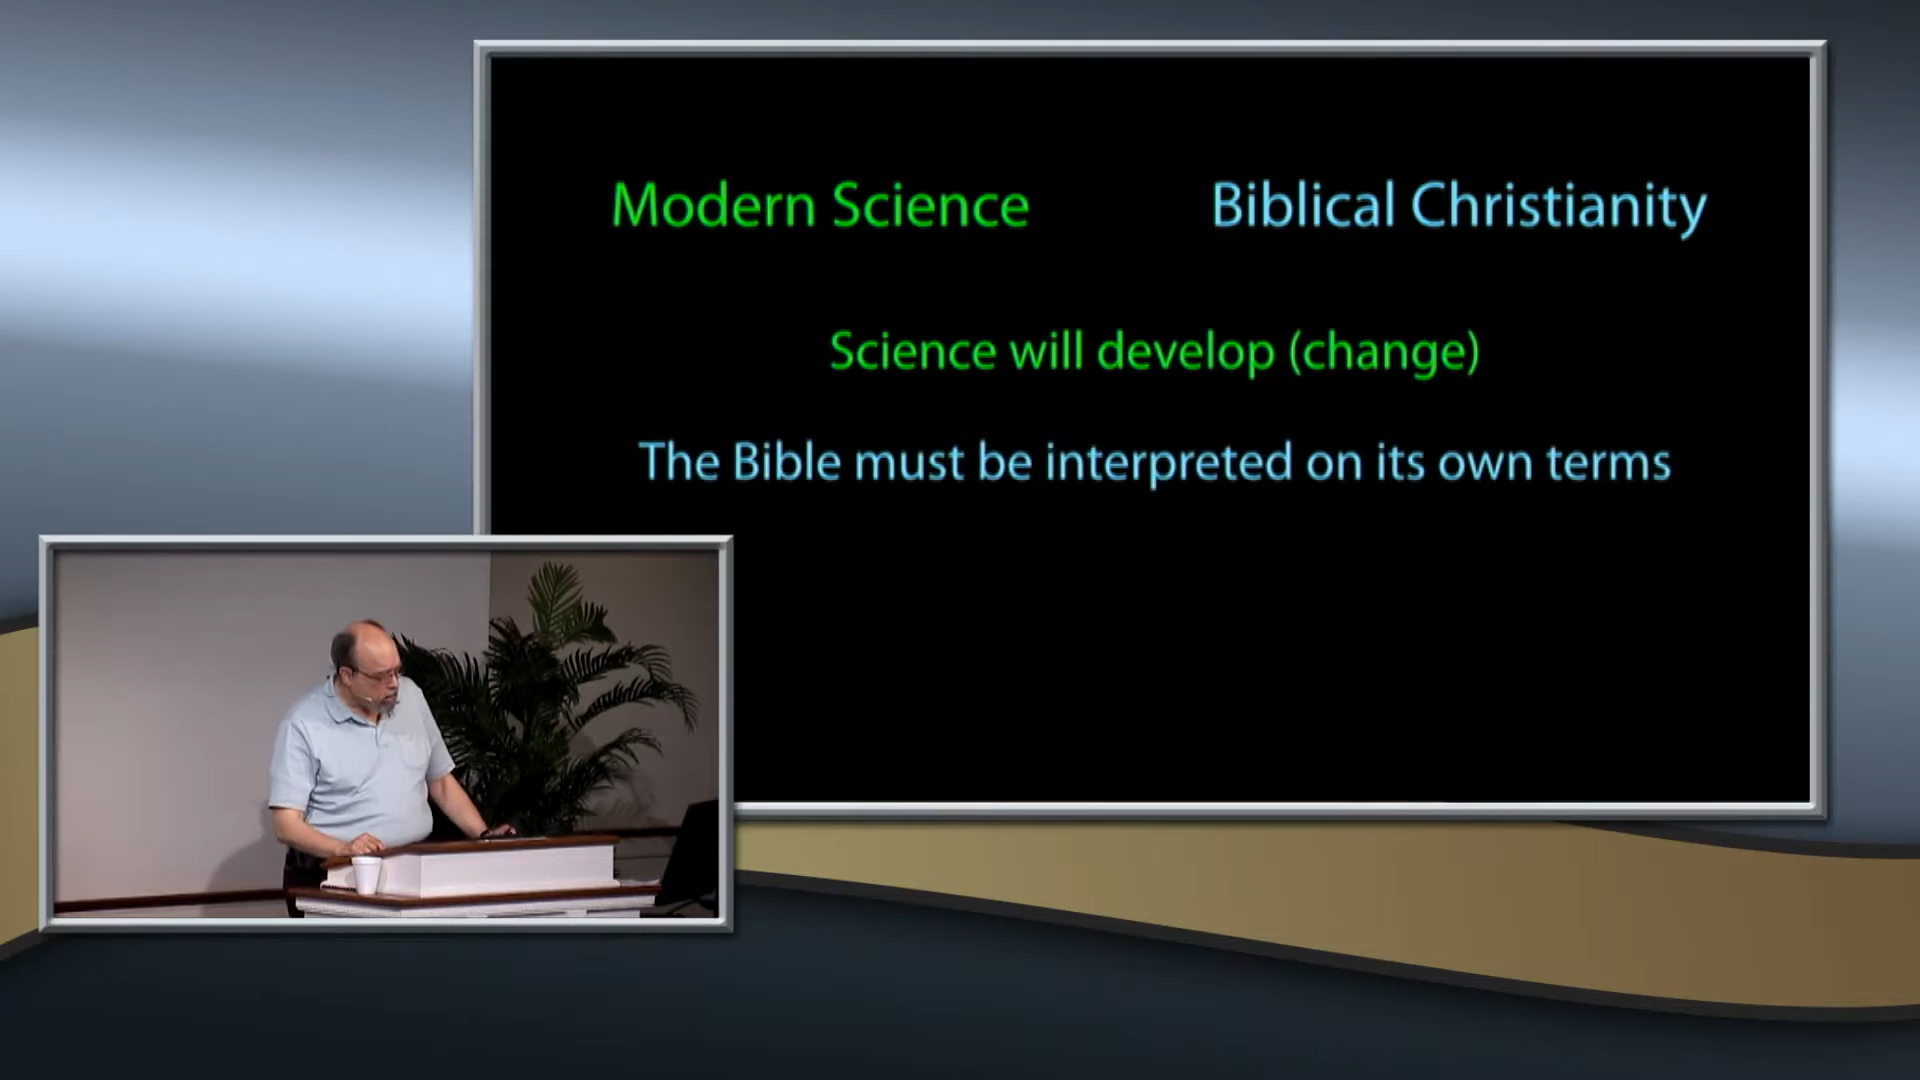 Modern Science
Biblical Christianity
Science will develop (change)
The Bible must be interpreted on its own terms